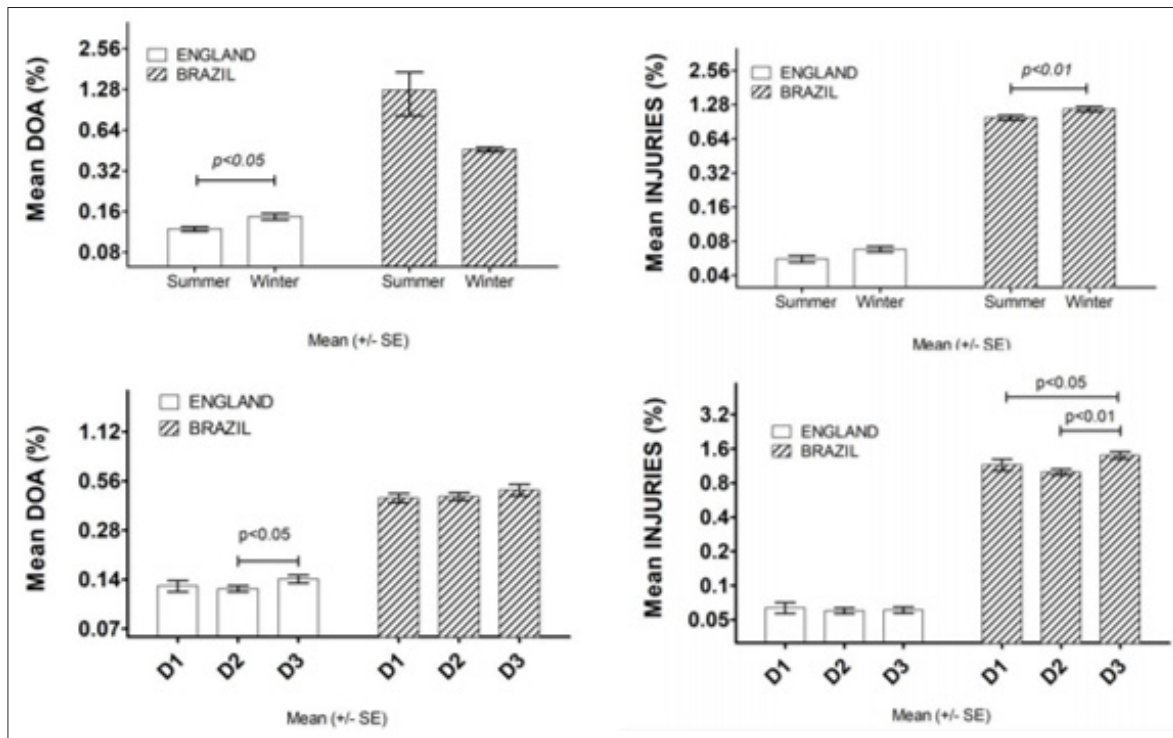 Mean DOA (%)
2.56
1.28
0.64
0.32
0.16
0.08
ENGLAND
BRAZIL
p<0.05
Summer Winter Summer Winter
Mean (+/- SE)
Mean INJURIES (%)
2.56
1.28
0.64
0.32
0.16
0.08
0.04
ENGLAND
BRAZIL
p<0.01
Summer Winter Summer Winter
Mean (+/- SE)
Mean DOA (%)
1.12
0.56
0.28
0.14
0.07
ENGLAND
BRAZIL
p<0.05
D1 D2 D3 D1 D2 D3
Mean (+/- SE)
Mean INJURIES (%)
3.2
1.6
0.8
0.4
0.2
0.1
0.05
ENGLAND
BRAZIL
p<0.05
p<0.01
D1 D2 D3 D1 D2 D3
Mean (+/- SE)